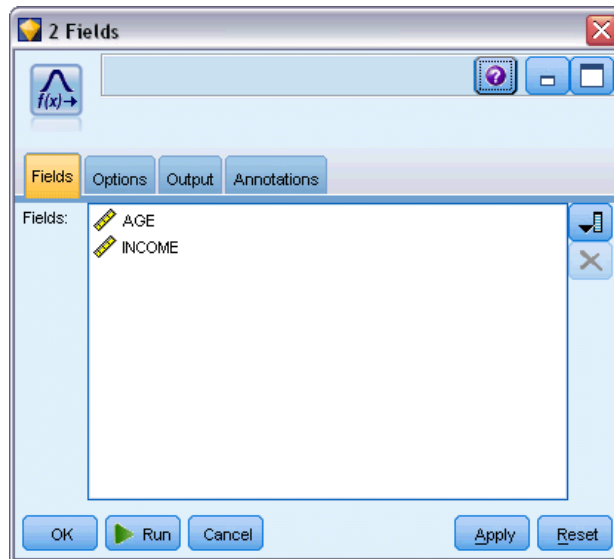 2 Fields
f(x)→
Fields Options Output Annotations
Fields:
AGE
INCOME
OK Run Cancel Apply Reset